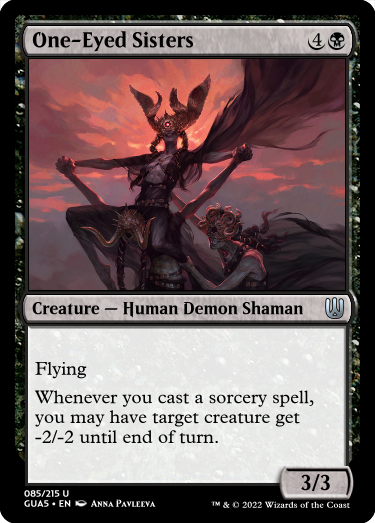 One-Eyed Sisters 4
Creature — Human Demon Shaman
Flying
Whenever you cast a sorcery spell,
you may have target creature get
-2/-2 until end of turn.
3/3
085/215 U
GUA5 • EN Anna Pavleeva
™ & © 2022 Wizards of the Coast